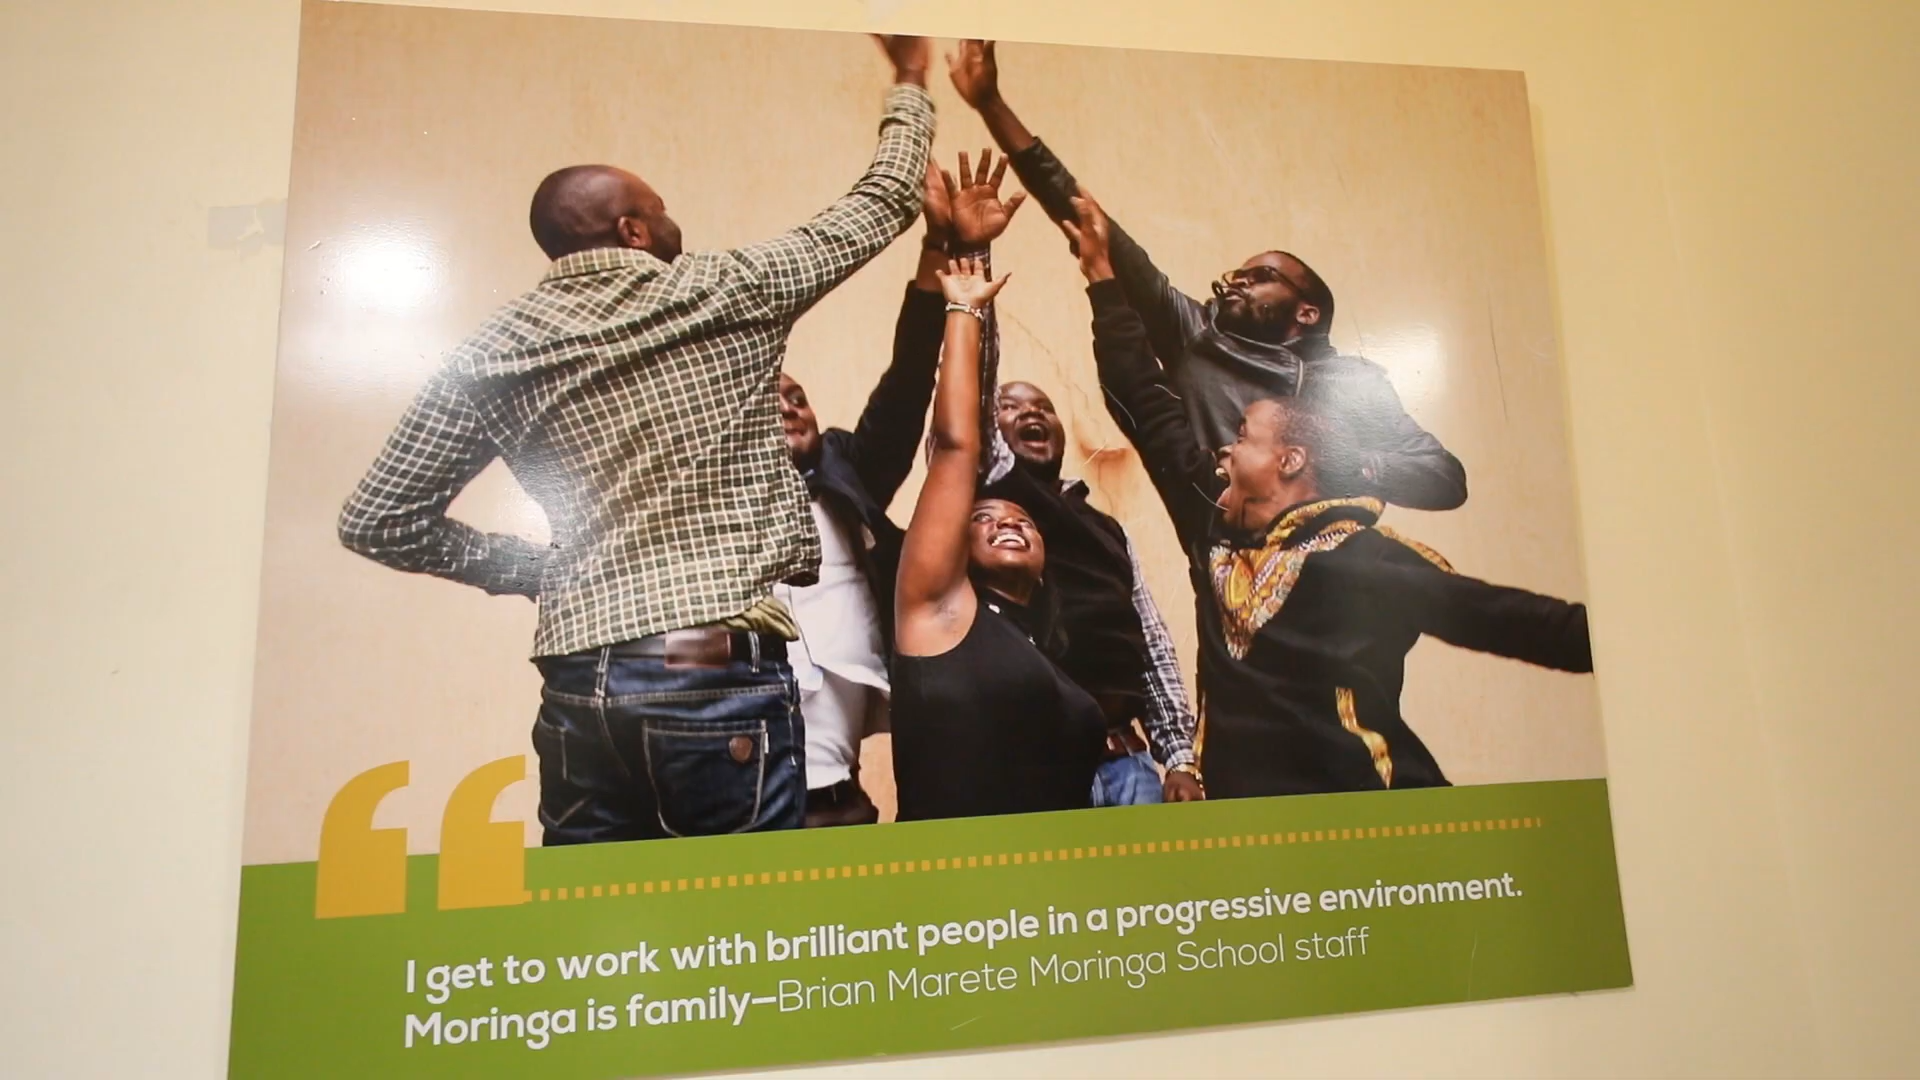 “
I get to work with brilliant people in a progressive environment.
Moringa is family—Brian Marete Moringa School staff